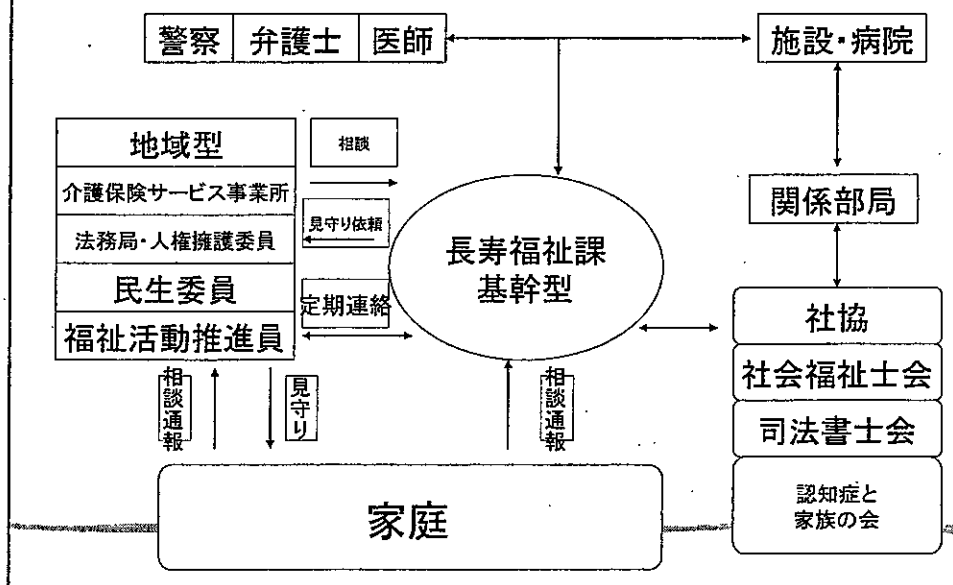 警察
弁護士
医師
施設・病院
地域型
相談
介護保険サービス事業所
見守り依頼
法務局・人権擁護委員
関係部局
長寿福祉課
基幹型
民生委員
定期連絡
福祉活動推進員
社協
社会福祉士会
司法書士会
認知症と
家族の会
相談通報
見守り
相談通報
家庭